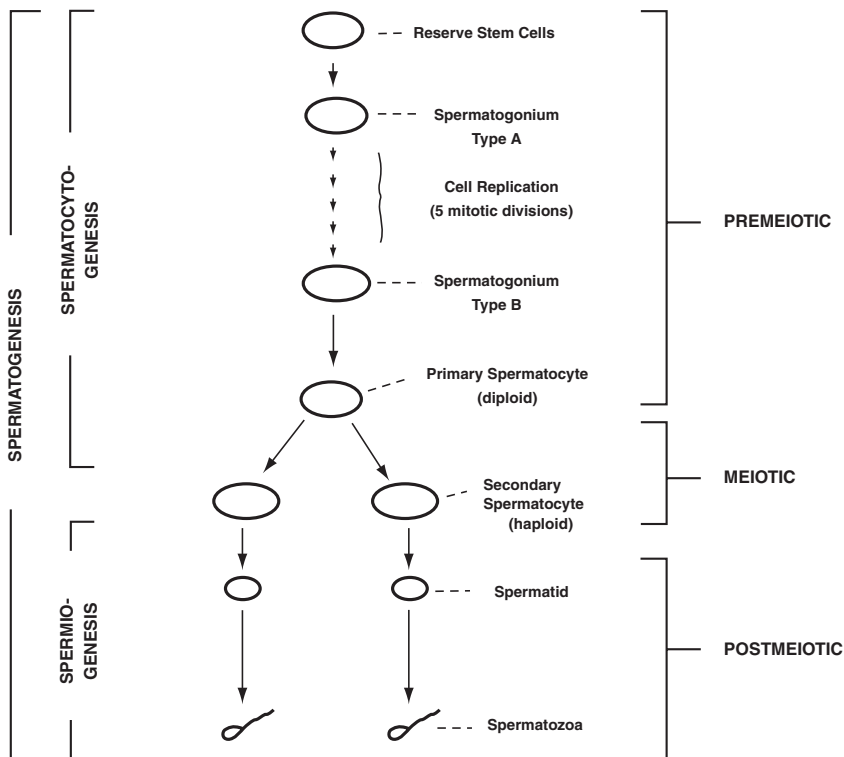 Reserve Stem Cells
Spermatogonium
Type A
Cell Replication
(5 mitotic divisions)
Spermatogonium
Type B
Primary Spermatocyte
(diploid)
Secondary
Spermatocyte
(haploid)
Spermatid
Spermatozoa
SPERMATOGENESIS
SPERMATOCYTO-
GENESIS
SPERMIO-
GENESIS
PREMEIOTIC
MEIOTIC
POSTMEIOTIC